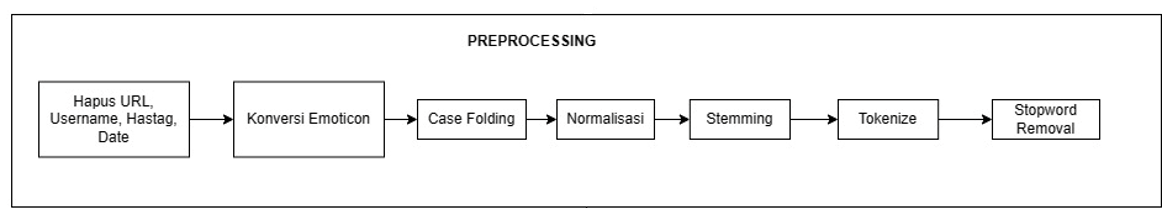 PREPROCESSING
Hapus URL,
Username, Hastag,
Date
Konversi Emoticon
Case Folding
Normalisasi
Stemming
Tokenize
Stopword
Removal